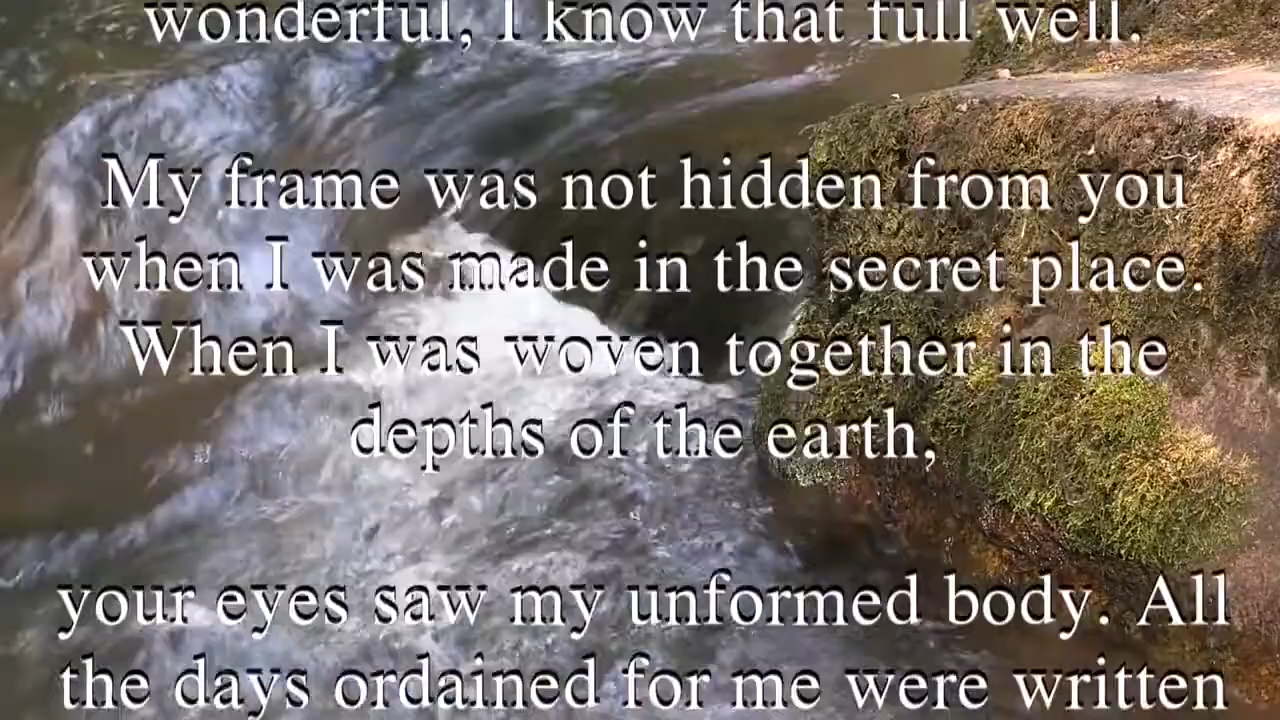 wonderful, I know that full well.
My frame was not hidden from you
when I was made in the secret place.
When I was woven together in the
depths of the earth,
your eyes saw my unformed body. All
the days ordained for me were written